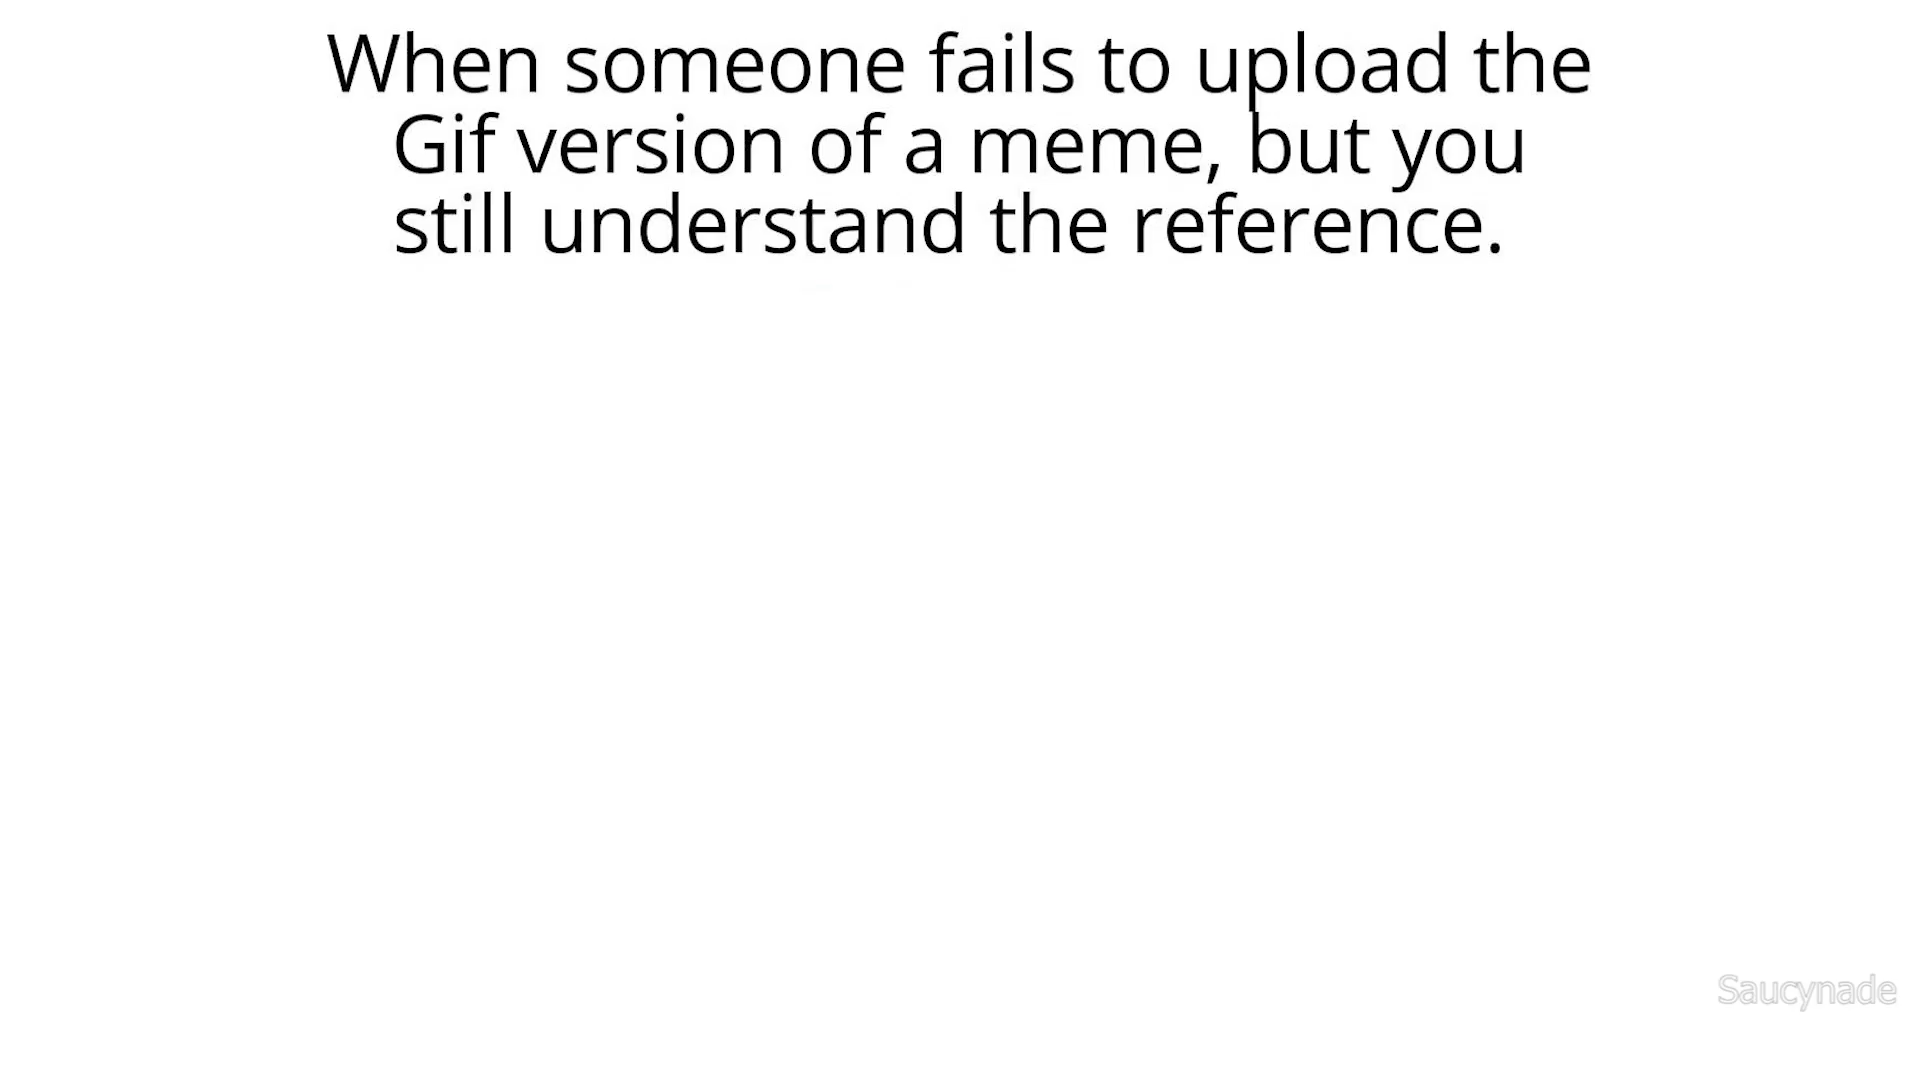 When someone fails to upload the
Gif version of a meme, but you
still understand the reference.
Saucynade